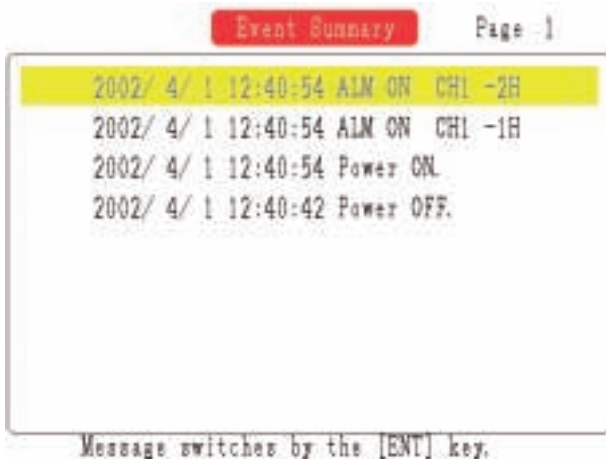 Event Summary Page 1
2002/ 4/ 1 12:40:54 ALM ON CH1 -2H
2002/ 4/ 1 12:40:54 ALM ON CH1 -1H
2002/ 4/ 1 12:40:54 Power ON.
2002/ 4/ 1 12:40:42 Power OFF.
Message switches by the [ENT] key.